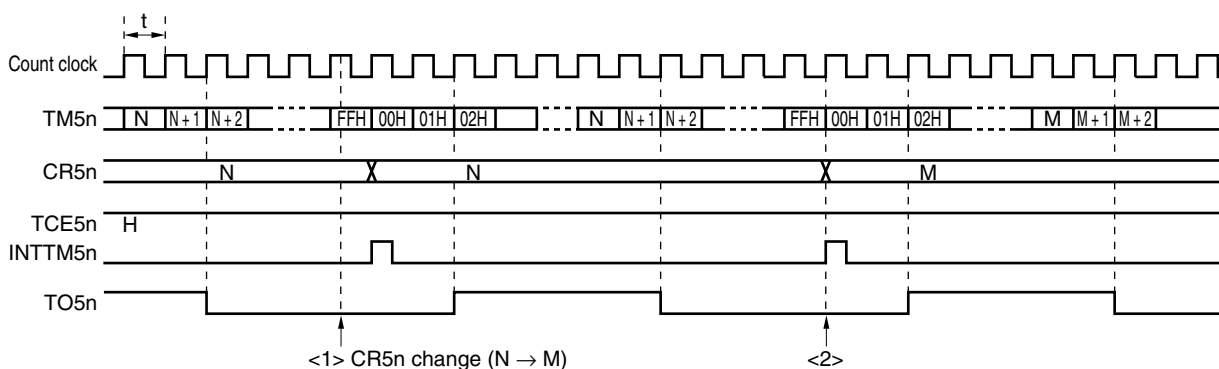 t
Count clock
TM5n N N + 1 N + 2 FFH 00H 01H 02H N N + 1 N + 2 FFH 00H 01H 02H M M + 1 M + 2
CR5n N N M
TCE5n H
INTTM5n
TO5n
<1> CR5n change (N → M) <2>